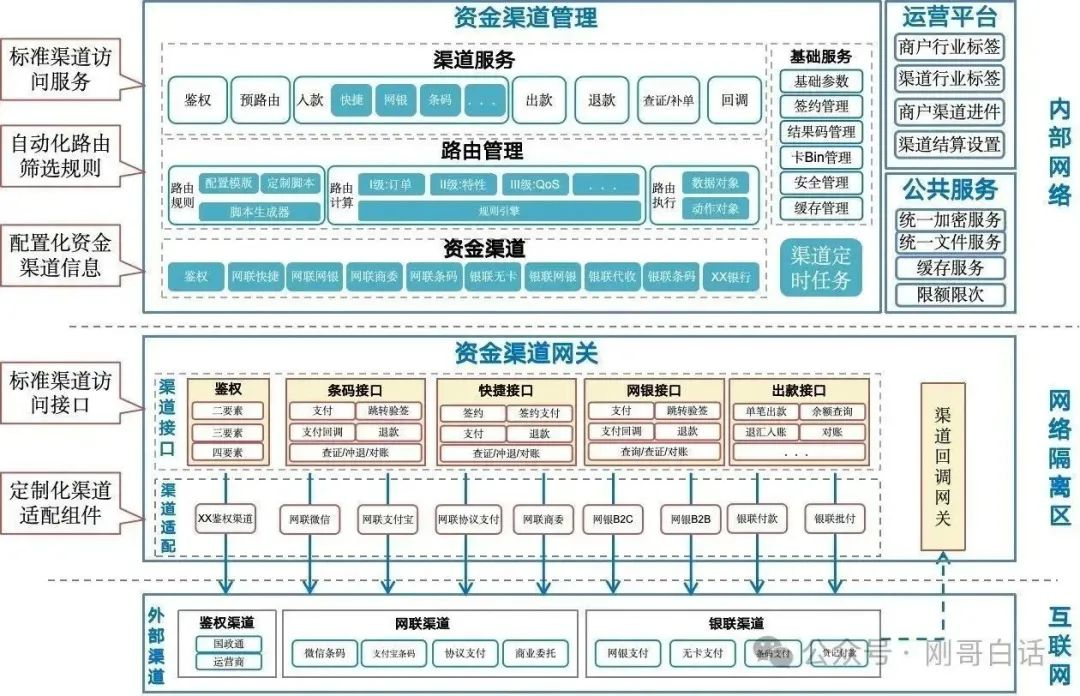 资金渠道管理
标准渠道访
问服务
自动化路由
筛选规则
配置化资金
渠道信息
渠道服务
鉴权
预路由
入款
快捷
网银
条码
. . .
出款
退款
查证/补单
回调
路由管理
路由
规则
配置模版
定制脚本
脚本生成器
路由
计算
I级:订单
II级:特性
III级:QoS
. . .
规则引擎
路由
执行
数据对象
动作对象
资金渠道
鉴权
网联快捷
网联网银
网联商委
网联条码
银联无卡
银联网银
银联代收
银联条码
XX银行
基础服务
基础参数
签约管理
结果码管理
卡Bin管理
安全管理
缓存管理
渠道定
时任务
运营平台
商户行业标签
渠道行业标签
商户渠道进件
渠道结算设置
公共服务
统一加密服务
统一文件服务
缓存服务
限额限次
内部网络
资金渠道网关
标准渠道访
问接口
定制化渠道
适配组件
渠道接口
鉴权
二要素
三要素
四要素
条码接口
支付
跳转验签
支付回调
退款
查证/冲退/对账
快捷接口
签约
签约支付
支付
退款
查证/冲退/对账
网银接口
支付
跳转验签
支付回调
退款
查询/查证/对账
出款接口
单笔出款
余额查询
退汇入账
对账
. . .
渠道适配
XX鉴权渠道
网联微信
网联支付宝
网联协议支付
网联商委
网银B2C
网银B2B
银联付款
银联批付
渠道回调网关
网络隔离区
外部渠道
鉴权渠道
国政通
运营商
网联渠道
微信条码
支付宝条码
协议支付
商业委托
银联渠道
网银支付
无卡支付
条码支付
贷记付款
互联网
公众号 · 刚哥白话